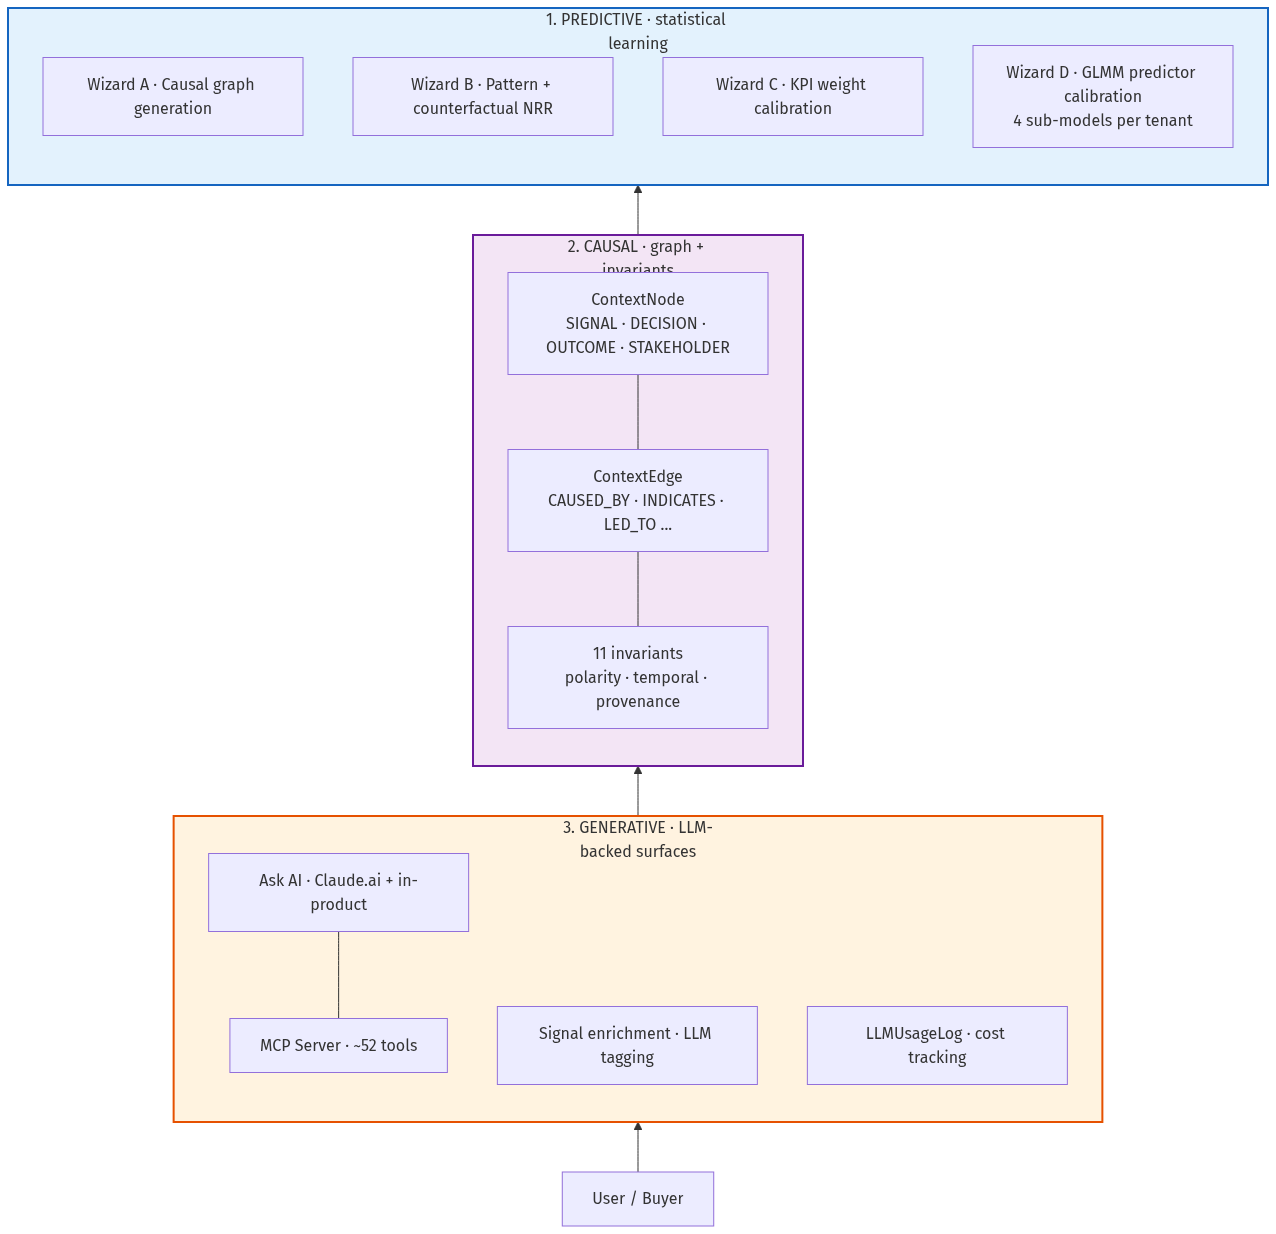 1. PREDICTIVE · statistical
learning
Wizard A · Causal graph
generation
Wizard B · Pattern +
counterfactual NRR
Wizard C · KPI weight
calibration
Wizard D · GLMM predictor
calibration
4 sub-models per tenant
2. CAUSAL · graph +
invariants
ContextNode
SIGNAL · DECISION ·
OUTCOME · STAKEHOLDER
ContextEdge
CAUSED_BY · INDICATES ·
LED_TO ...
11 invariants
polarity · temporal ·
provenance
3. GENERATIVE · LLM-
backed surfaces
Ask AI · Claude.ai + in-
product
MCP Server · ~52 tools
Signal enrichment · LLM
tagging
LLMUsageLog · cost
tracking
User / Buyer